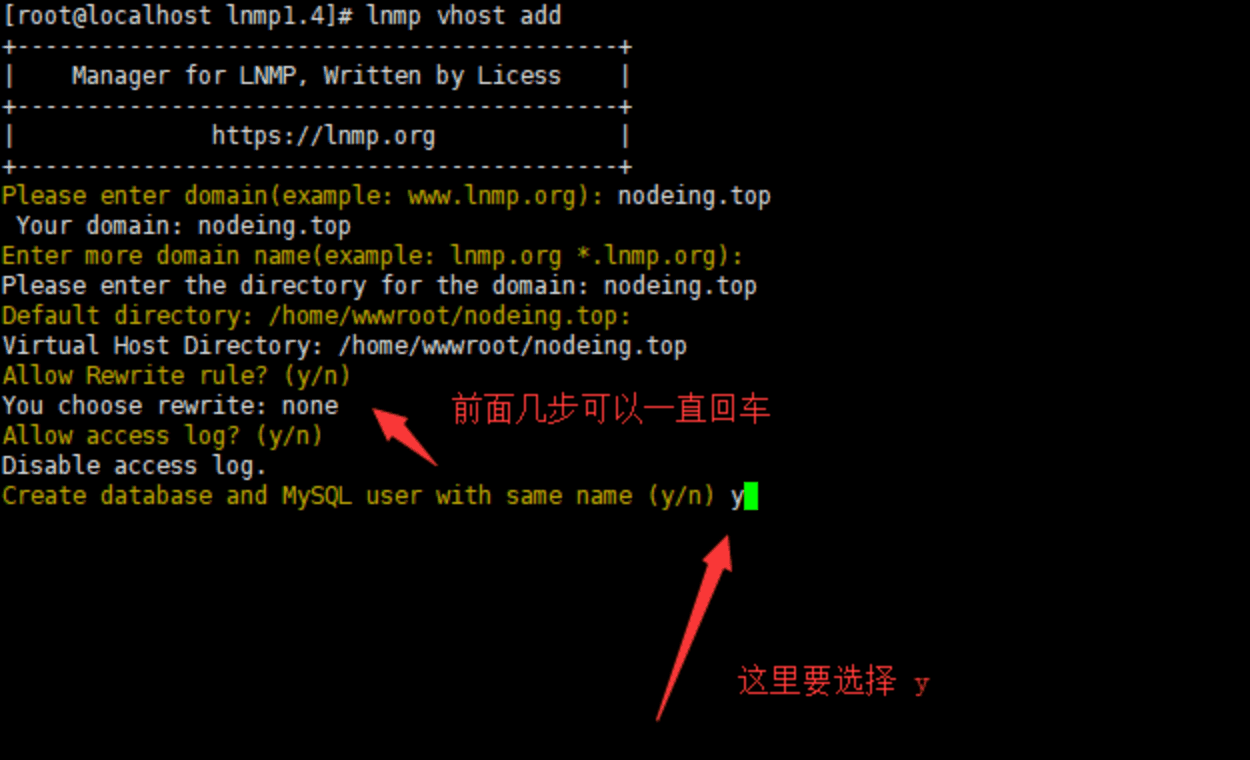 [root@localhost lnmp1.4]# lnmp vhost add
+-------------------------------------------+
|    Manager for LNMP, Written by Licess    |
+-------------------------------------------+
|              https://lnmp.org             |
+-------------------------------------------+
Please enter domain(example: www.lnmp.org): nodeing.top
 Your domain: nodeing.top
Enter more domain name(example: lnmp.org *.lnmp.org):
Please enter the directory for the domain: nodeing.top
Default directory: /home/wwwroot/nodeing.top:
Virtual Host Directory: /home/wwwroot/nodeing.top
Allow Rewrite rule? (y/n)
You choose rewrite: none
前面几步可以一直回车
Allow access log? (y/n)
Disable access log.
Create database and MySQL user with same name (y/n) y
这里要选择 y